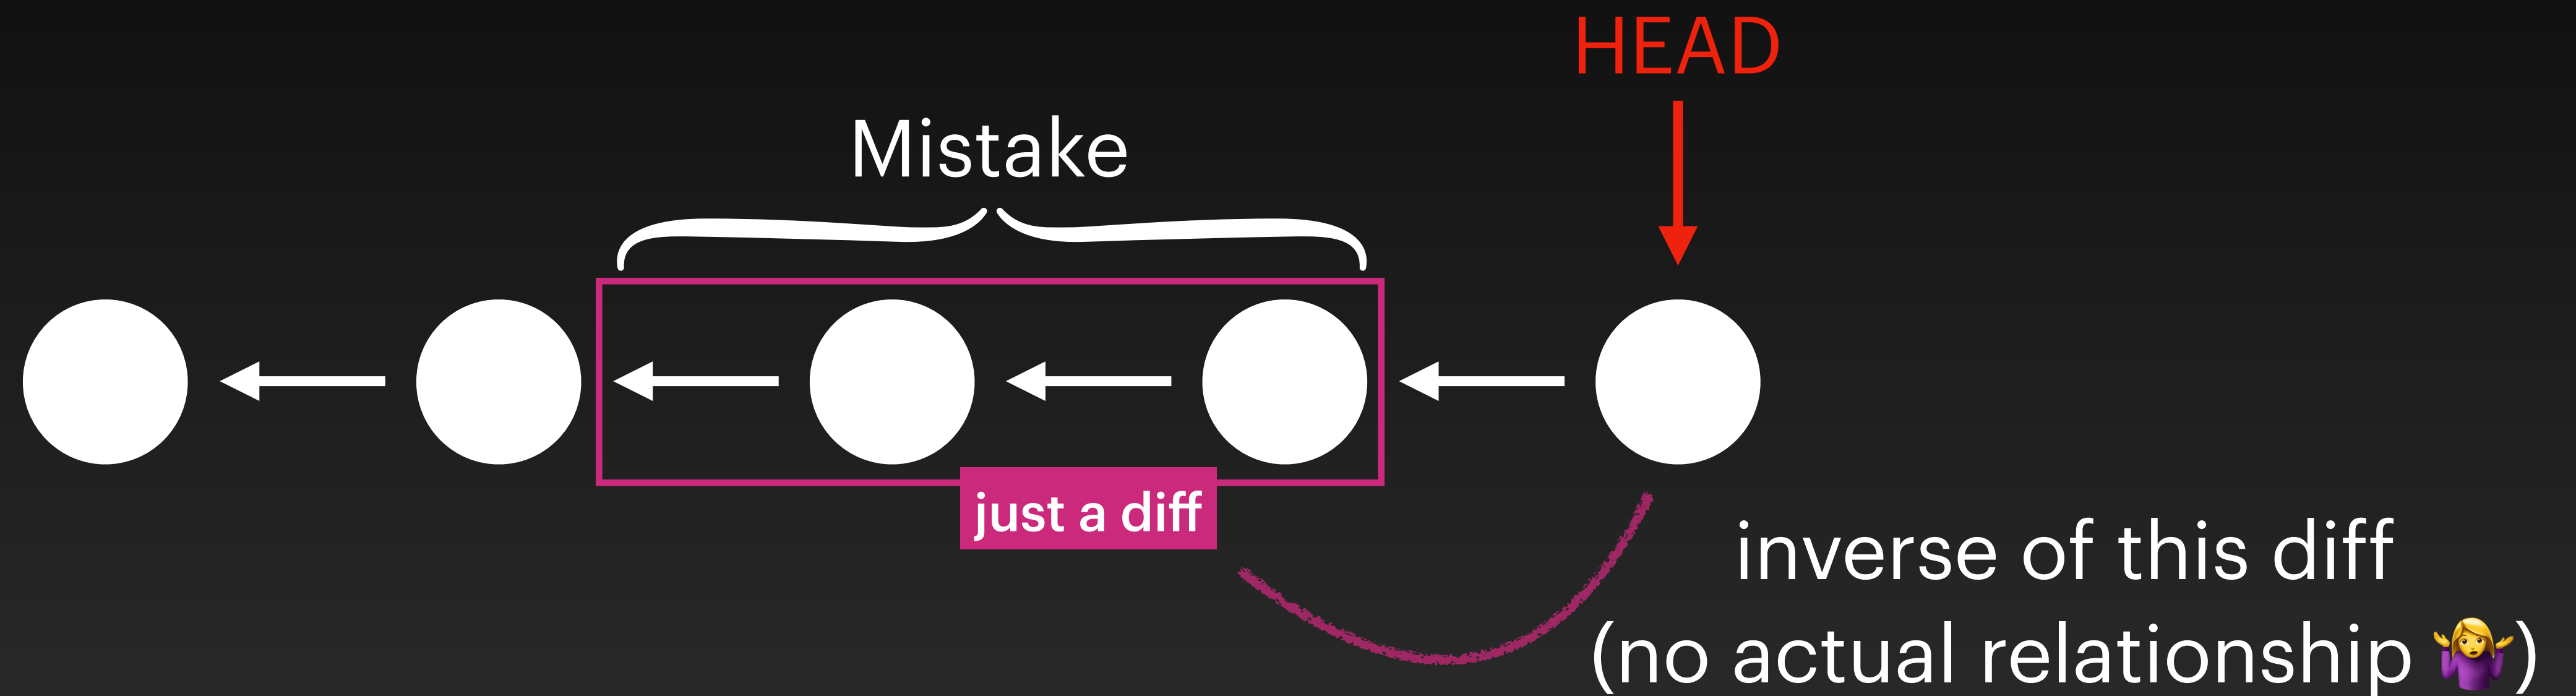 HEAD
Mistake
just a diff
inverse of this diff
(no actual relationship 🤷‍♀️)